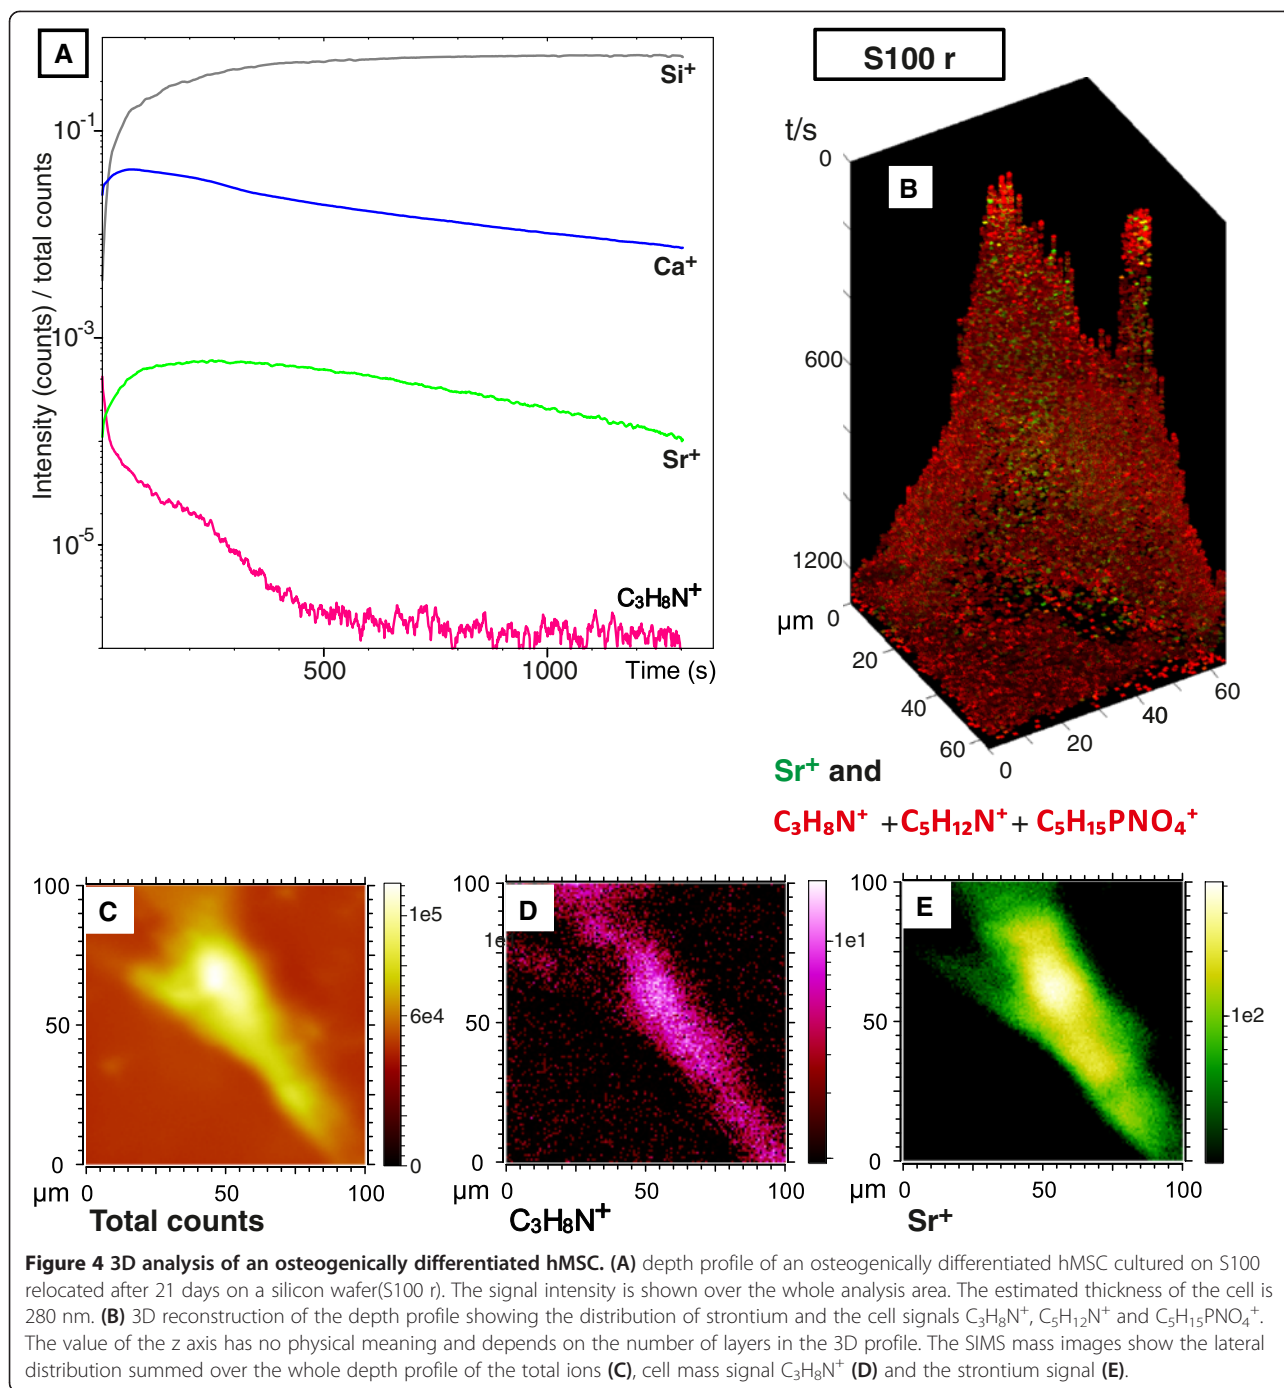 A
Si⁺
10⁻¹
Ca⁺
10⁻³
Sr⁺
10⁻⁵
C₃H₈N⁺
Intensity (counts) / total counts
500
1000
Time (s)
S100 r
t/s
B
0
600
1200
µm
0
20
40
60
0
20
40
60
Sr⁺ and
C₃H₈N⁺ + C₅H₁₂N⁺ + C₅H₁₅PNO₄⁺
C
100
50
0
µm
0
50
100
1e5
6e4
0
Total counts
D
100
50
0
µm
0
50
100
1e
1e1
C₃H₈N⁺
E
100
50
0
µm
0
50
100
1e2
Sr⁺
Figure 4 3D analysis of an osteogenically differentiated hMSC. (A) depth profile of an osteogenically differentiated hMSC cultured on S100
relocated after 21 days on a silicon wafer(S100 r). The signal intensity is shown over the whole analysis area. The estimated thickness of the cell is
280 nm. (B) 3D reconstruction of the depth profile showing the distribution of strontium and the cell signals C₃H₈N⁺, C₅H₁₂N⁺ and C₅H₁₅PNO₄⁺.
The value of the z axis has no physical meaning and depends on the number of layers in the 3D profile. The SIMS mass images show the lateral
distribution summed over the whole depth profile of the total ions (C), cell mass signal C₃H₈N⁺ (D) and the strontium signal (E).